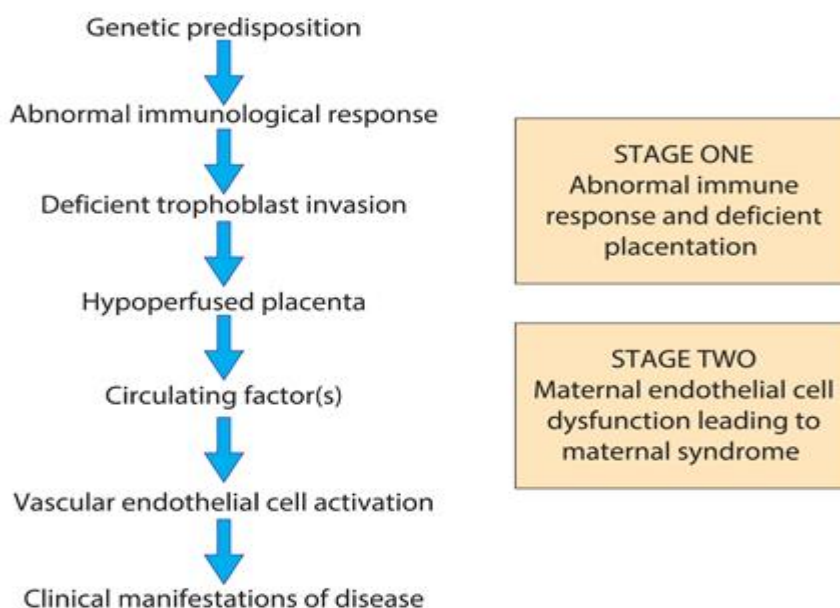 Genetic predisposition
Abnormal immunological response
Deficient trophoblast invasion
Hypoperfused placenta
Circulating factor(s)
Vascular endothelial cell activation
Clinical manifestations of disease
STAGE ONE
Abnormal immune
response and deficient
placentation
STAGE TWO
Maternal endothelial cell
dysfunction leading to
maternal syndrome